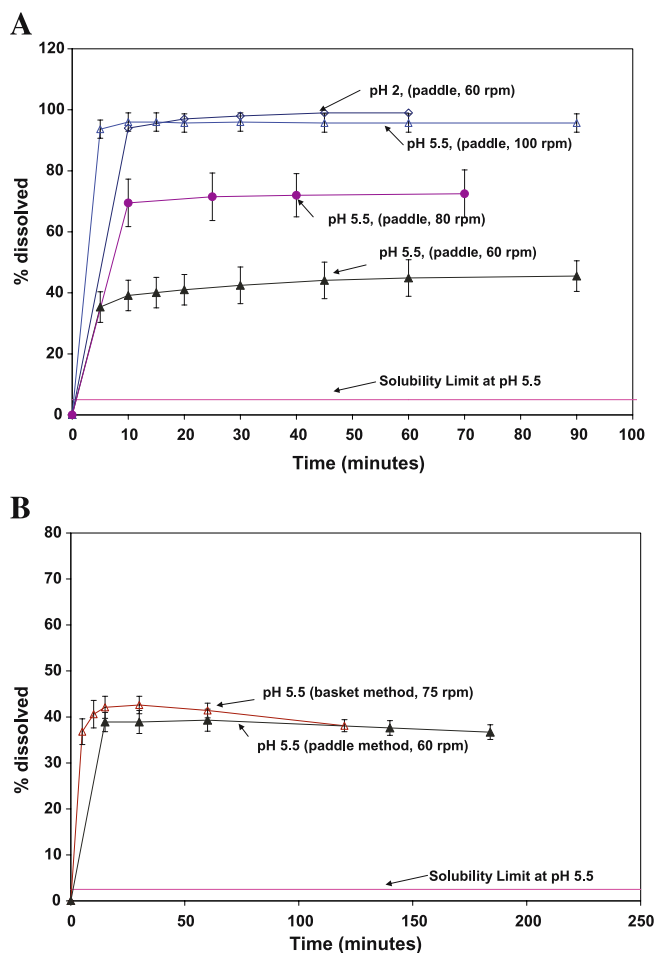 A
120
100
80
60
40
20
0
% dissolved
pH 2, (paddle, 60 rpm)
pH 5.5, (paddle, 100 rpm)
pH 5.5, (paddle, 80 rpm)
pH 5.5, (paddle, 60 rpm)
Solubility Limit at pH 5.5
0 10 20 30 40 50 60 70 80 90 100
Time (minutes)
B
80
70
60
50
40
30
20
10
0
% dissolved
pH 5.5 (basket method, 75 rpm)
pH 5.5 (paddle method, 60 rpm)
Solubility Limit at pH 5.5
0 50 100 150 200 250
Time (minutes)